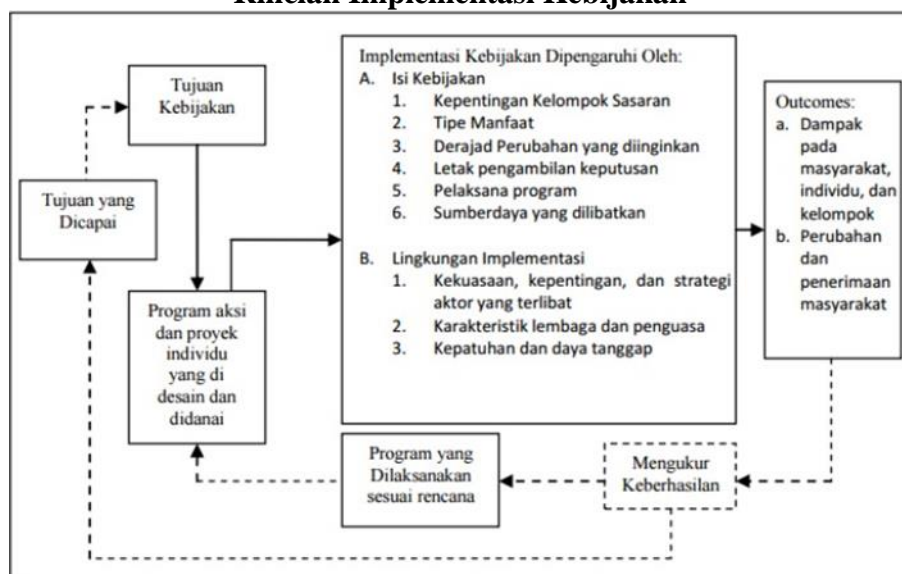 Rincian Implementasi Kebijakan
Tujuan
Kebijakan
Tujuan yang
Dicapai
Program aksi
dan proyek
individu
yang di
desain dan
didanai
Implementasi Kebijakan Dipengaruhi Oleh:
A. Isi Kebijakan
1. Kepentingan Kelompok Sasaran
2. Tipe Manfaat
3. Derajad Perubahan yang diinginkan
4. Letak pengambilan keputusan
5. Pelaksana program
6. Sumberdaya yang dilibatkan
B. Lingkungan Implementasi
1. Kekuasaan, kepentingan, dan strategi
aktor yang terlibat
2. Karakteristik lembaga dan penguasa
3. Kepatuhan dan daya tanggap
Outcomes:
a. Dampak
pada
masyarakat,
individu, dan
kelompok
b. Perubahan
dan
penerimaan
masyarakat
Program yang
Dilaksanakan
sesuai rencana
Mengukur
Keberhasilan